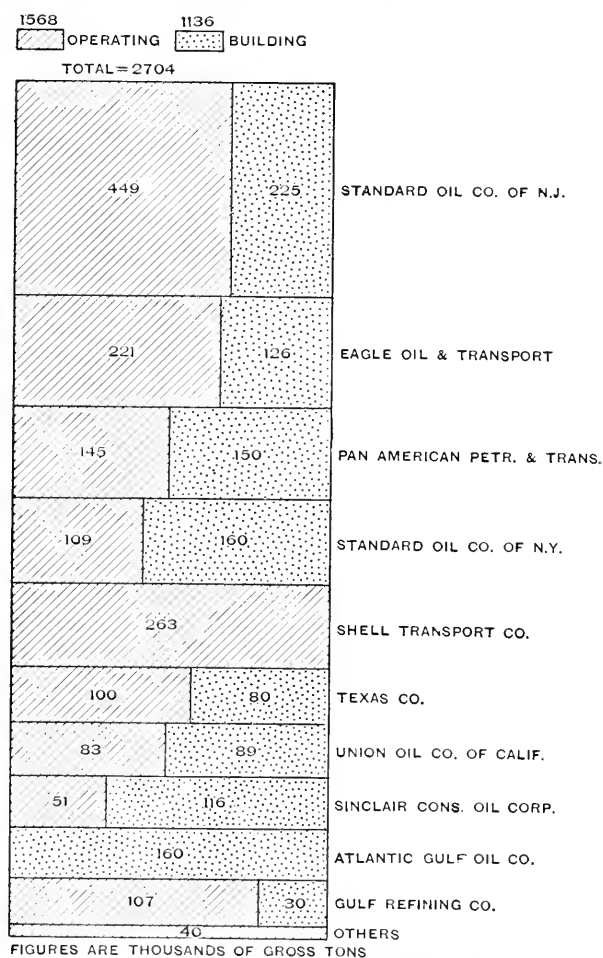 1568 1136
OPERATING BUILDING
TOTAL=2704
449 225 STANDARD OIL CO. OF N.J.
221 126 EAGLE OIL & TRANSPORT
145 150 PAN AMERICAN PETR. & TRANS.
109 160 STANDARD OIL CO. OF N.Y.
263 SHELL TRANSPORT CO.
100 80 TEXAS CO.
83 89 UNION OIL CO. OF CALIF.
51 116 SINCLAIR CONS. OIL CORP.
160 ATLANTIC GULF OIL CO.
107 30 GULF REFINING CO.
40 OTHERS
FIGURES ARE THOUSANDS OF GROSS TONS